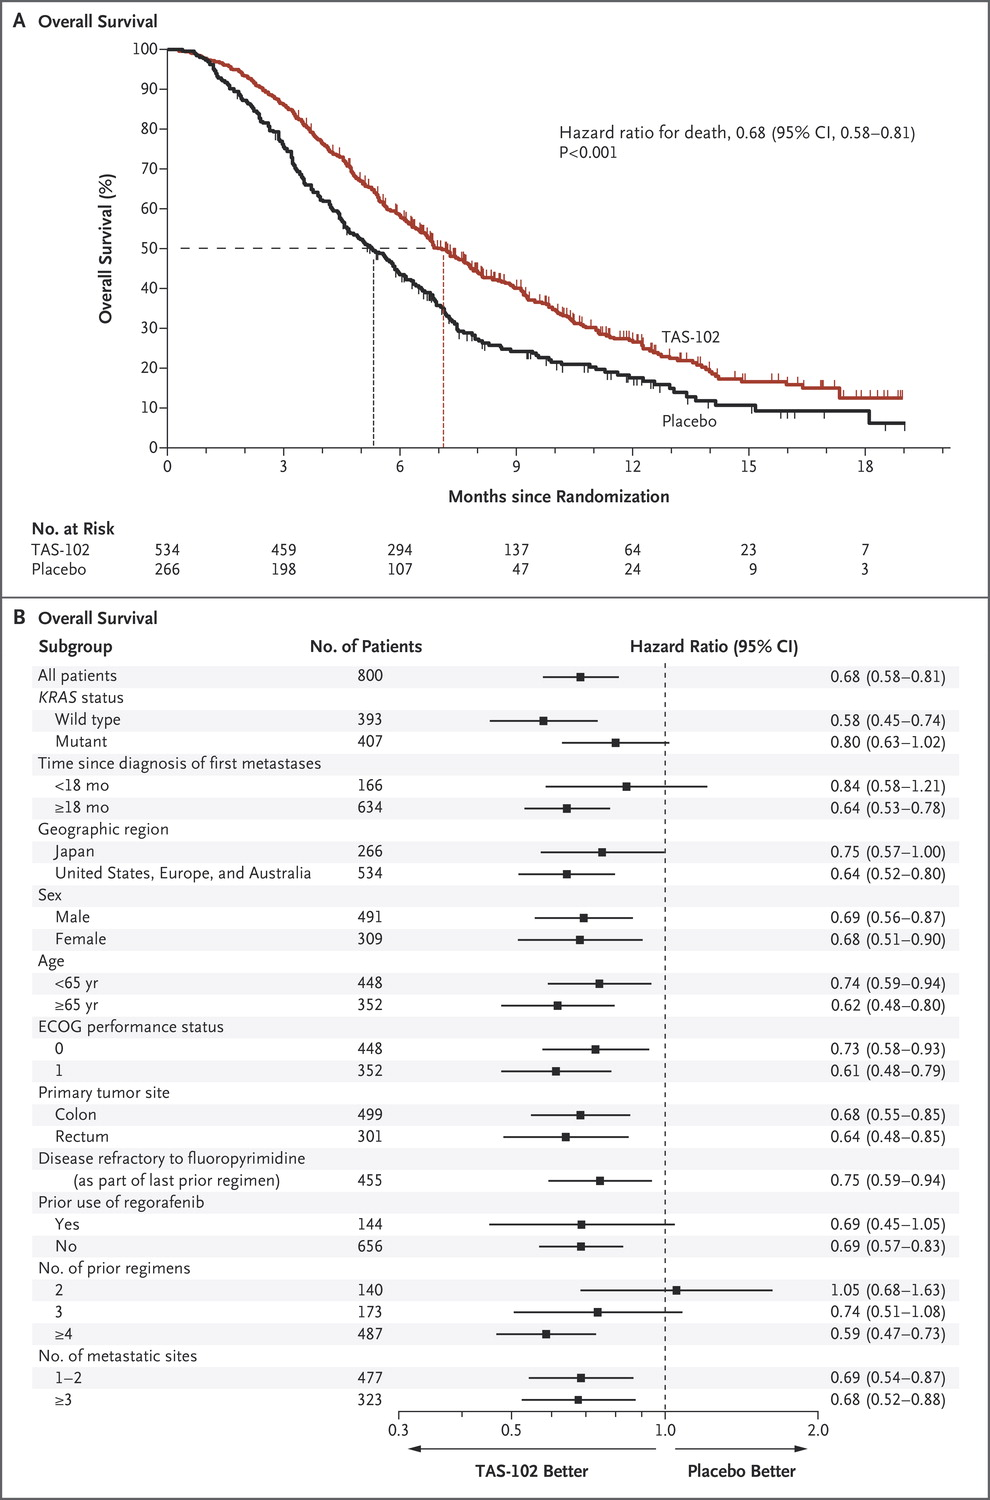 A Overall Survival
100
90
80
70
60
50
40
30
20
10
0
Overall Survival (%)
Hazard ratio for death, 0.68 (95% CI, 0.58–0.81)
P<0.001
TAS-102
Placebo
0 3 6 9 12 15 18
Months since Randomization
No. at Risk
TAS-102 534 459 294 137 64 23 7
Placebo 266 198 107 47 24 9 3
B Overall Survival
Subgroup No. of Patients Hazard Ratio (95% CI)
All patients 800 0.68 (0.58–0.81)
KRAS status
Wild type 393 0.58 (0.45–0.74)
Mutant 407 0.80 (0.63–1.02)
Time since diagnosis of first metastases
<18 mo 166 0.84 (0.58–1.21)
≥18 mo 634 0.64 (0.53–0.78)
Geographic region
Japan 266 0.75 (0.57–1.00)
United States, Europe, and Australia 534 0.64 (0.52–0.80)
Sex
Male 491 0.69 (0.56–0.87)
Female 309 0.68 (0.51–0.90)
Age
<65 yr 448 0.74 (0.59–0.94)
≥65 yr 352 0.62 (0.48–0.80)
ECOG performance status
0 448 0.73 (0.58–0.93)
1 352 0.61 (0.48–0.79)
Primary tumor site
Colon 499 0.68 (0.55–0.85)
Rectum 301 0.64 (0.48–0.85)
Disease refractory to fluoropyrimidine
(as part of last prior regimen) 455 0.75 (0.59–0.94)
Prior use of regorafenib
Yes 144 0.69 (0.45–1.05)
No 656 0.69 (0.57–0.83)
No. of prior regimens
2 140 1.05 (0.68–1.63)
3 173 0.74 (0.51–1.08)
≥4 487 0.59 (0.47–0.73)
No. of metastatic sites
1–2 477 0.69 (0.54–0.87)
≥3 323 0.68 (0.52–0.88)
0.3 0.5 1.0 2.0
TAS-102 Better Placebo Better